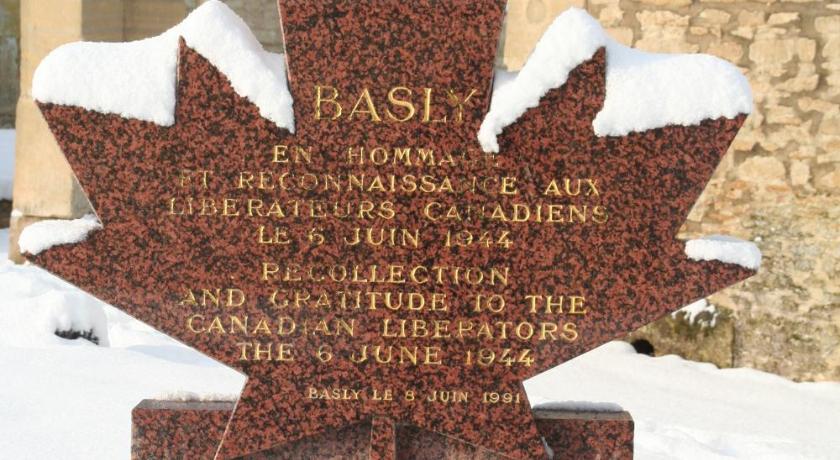 BASLY
EN HOMMAGE
ET RECONNAISSANCE AUX
LIBERATEURS CANADIENS
LE 6 JUIN 1944
RECOLLECTION
AND GRATITUDE TO THE
CANADIAN LIBERATORS
THE 6 JUNE 1944
BASLY LE 8 JUIN 1991